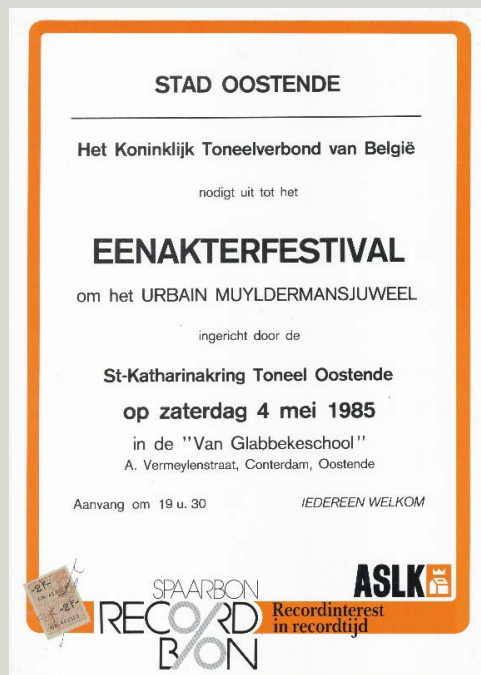 STAD OOSTENDE
Het Koninklijk Toneelverbond van België
nodigt uit tot het
EENAKTERFESTIVAL
om het URBAIN MUYLDERMANSJUWEEL
ingericht door de
St-Katharinakring Toneel Oostende
op zaterdag 4 mei 1985
in de "Van Glabbekeschool"
A. Vermeylenstraat, Conterdam, Oostende
Aanvang om 19 u. 30 IEDEREEN WELKOM
-2F-
-2F-
ASLK
SPAARBON
RECORD
BON
Recordinterest
in recordtijd